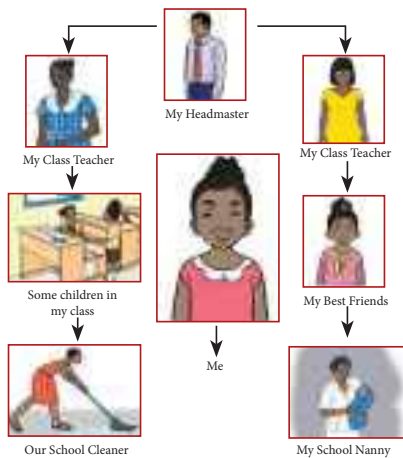 My Headmaster
My Class Teacher
My Class Teacher
Some children in
my class
My Best Friends
Me
Our School Cleaner
My School Nanny